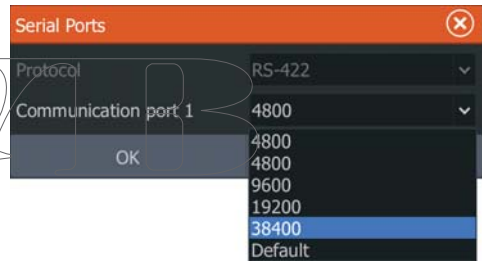 Serial Ports
Protocol RS-422
Communication port 1 4800
OK
4800
4800
9600
19200
38400
Default